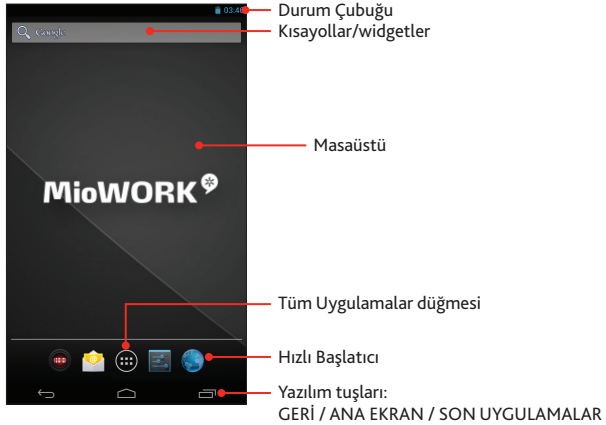 03:46
Durum Çubuğu
Google
Kısayollar/widgetler
Masaüstü
MioWORK
Tüm Uygulamalar düğmesi
Hızlı Başlatıcı
Yazılım tuşları:
GERİ / ANA EKRAN / SON UYGULAMALAR